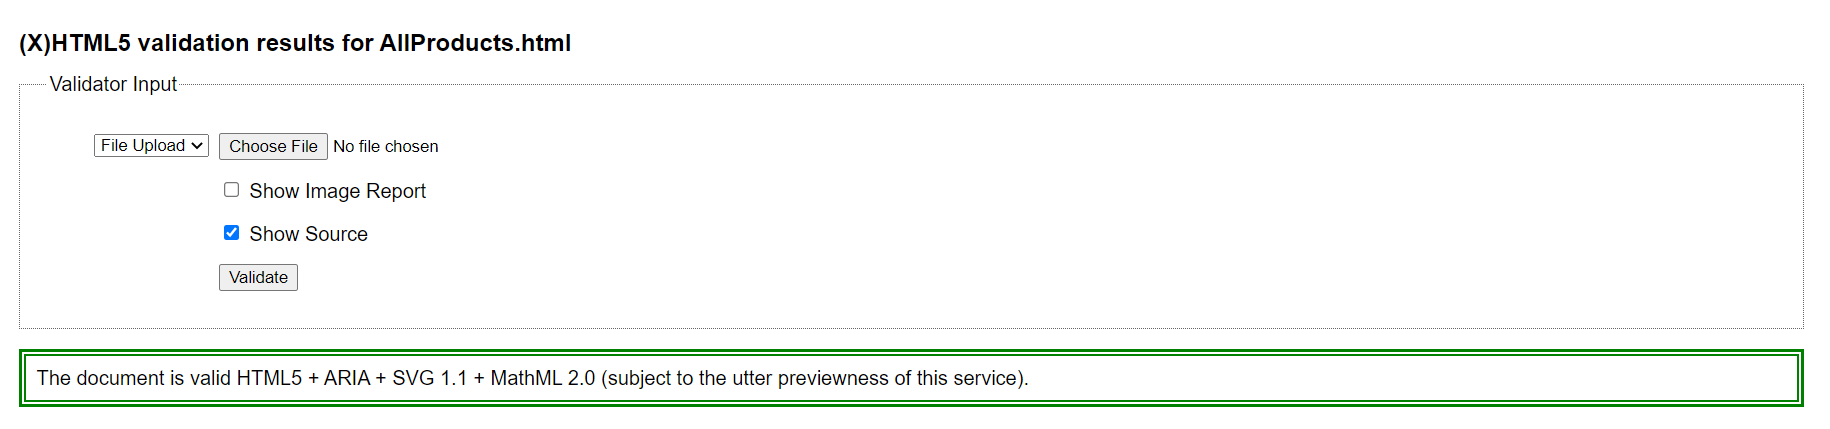 (X)HTML5 validation results for AllProducts.html
Validator Input
File Upload Choose File No file chosen
Show Image Report
Show Source
Validate
The document is valid HTML5 + ARIA + SVG 1.1 + MathML 2.0 (subject to the utter previewness of this service).